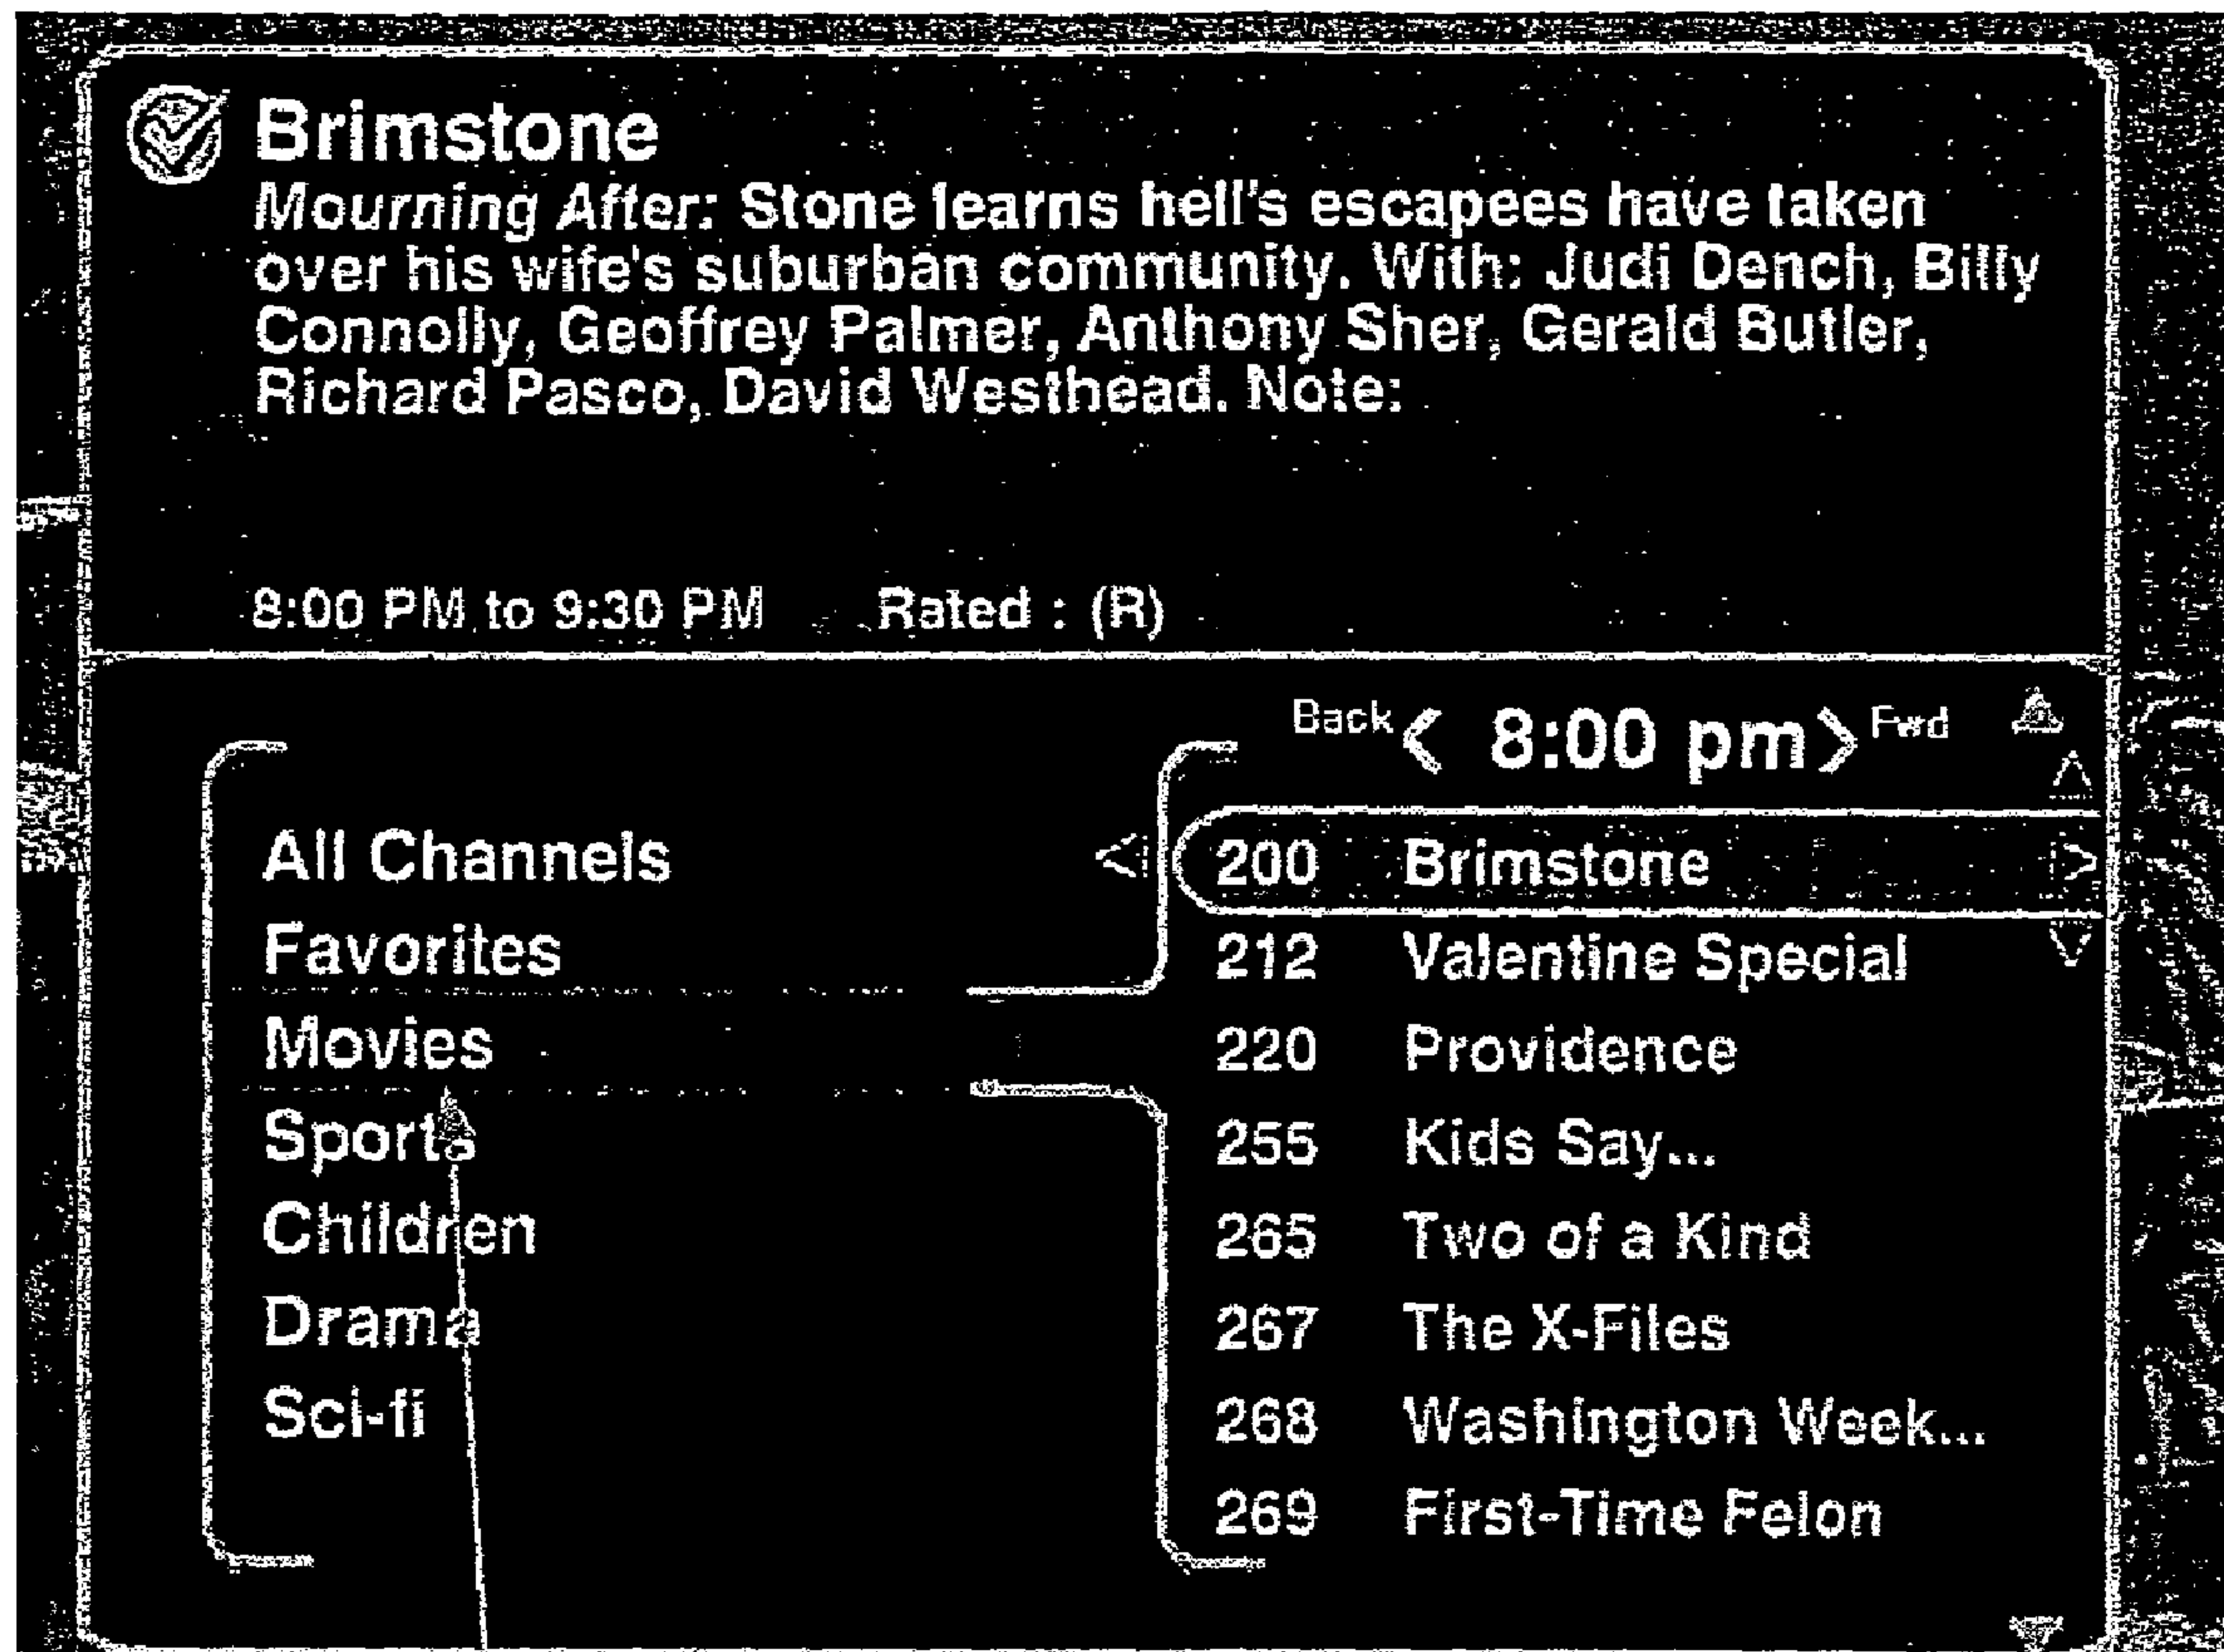 Brimstone
Mourning After: Stone learns hell's escapees have taken
over his wife's suburban community. With: Judi Dench, Billy
Connolly, Geoffrey Palmer, Anthony Sher, Gerald Butler,
Richard Pasco, David Westhead. Note:
8:00 PM to 9:30 PM Rated : (R)
Back < 8:00 pm > Fwd
All Channels
Favorites
Movies
Sports
Children
Drama
Sci-fi
200 Brimstone
212 Valentine Special
220 Providence
255 Kids Say...
265 Two of a Kind
267 The X-Files
268 Washington Week...
269 First-Time Felon